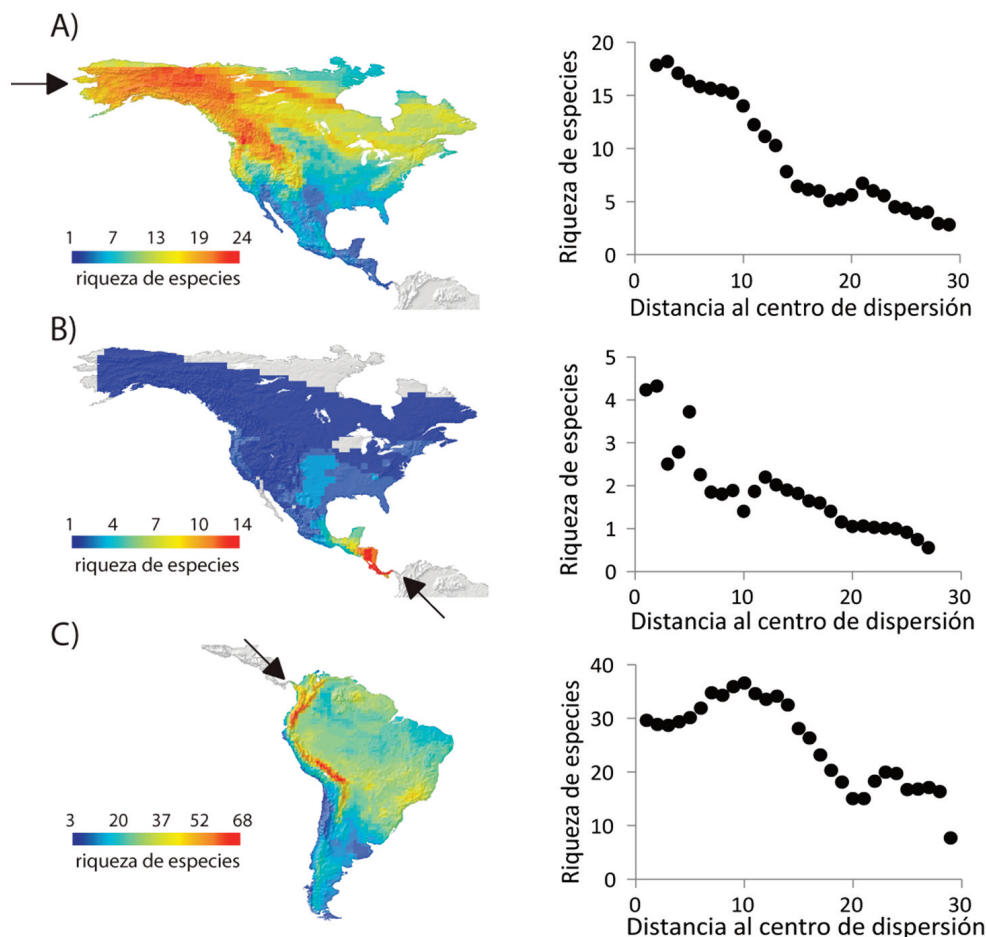 A)
1 7 13 19 24
riqueza de especies
Riqueza de especies
20
15
10
5
0
0 10 20 30
Distancia al centro de dispersión
B)
1 4 7 10 14
riqueza de especies
Riqueza de especies
5
4
3
2
1
0
0 10 20 30
Distancia al centro de dispersión
C)
3 20 37 52 68
riqueza de especies
Riqueza de especies
40
30
20
10
0
0 10 20 30
Distancia al centro de dispersión